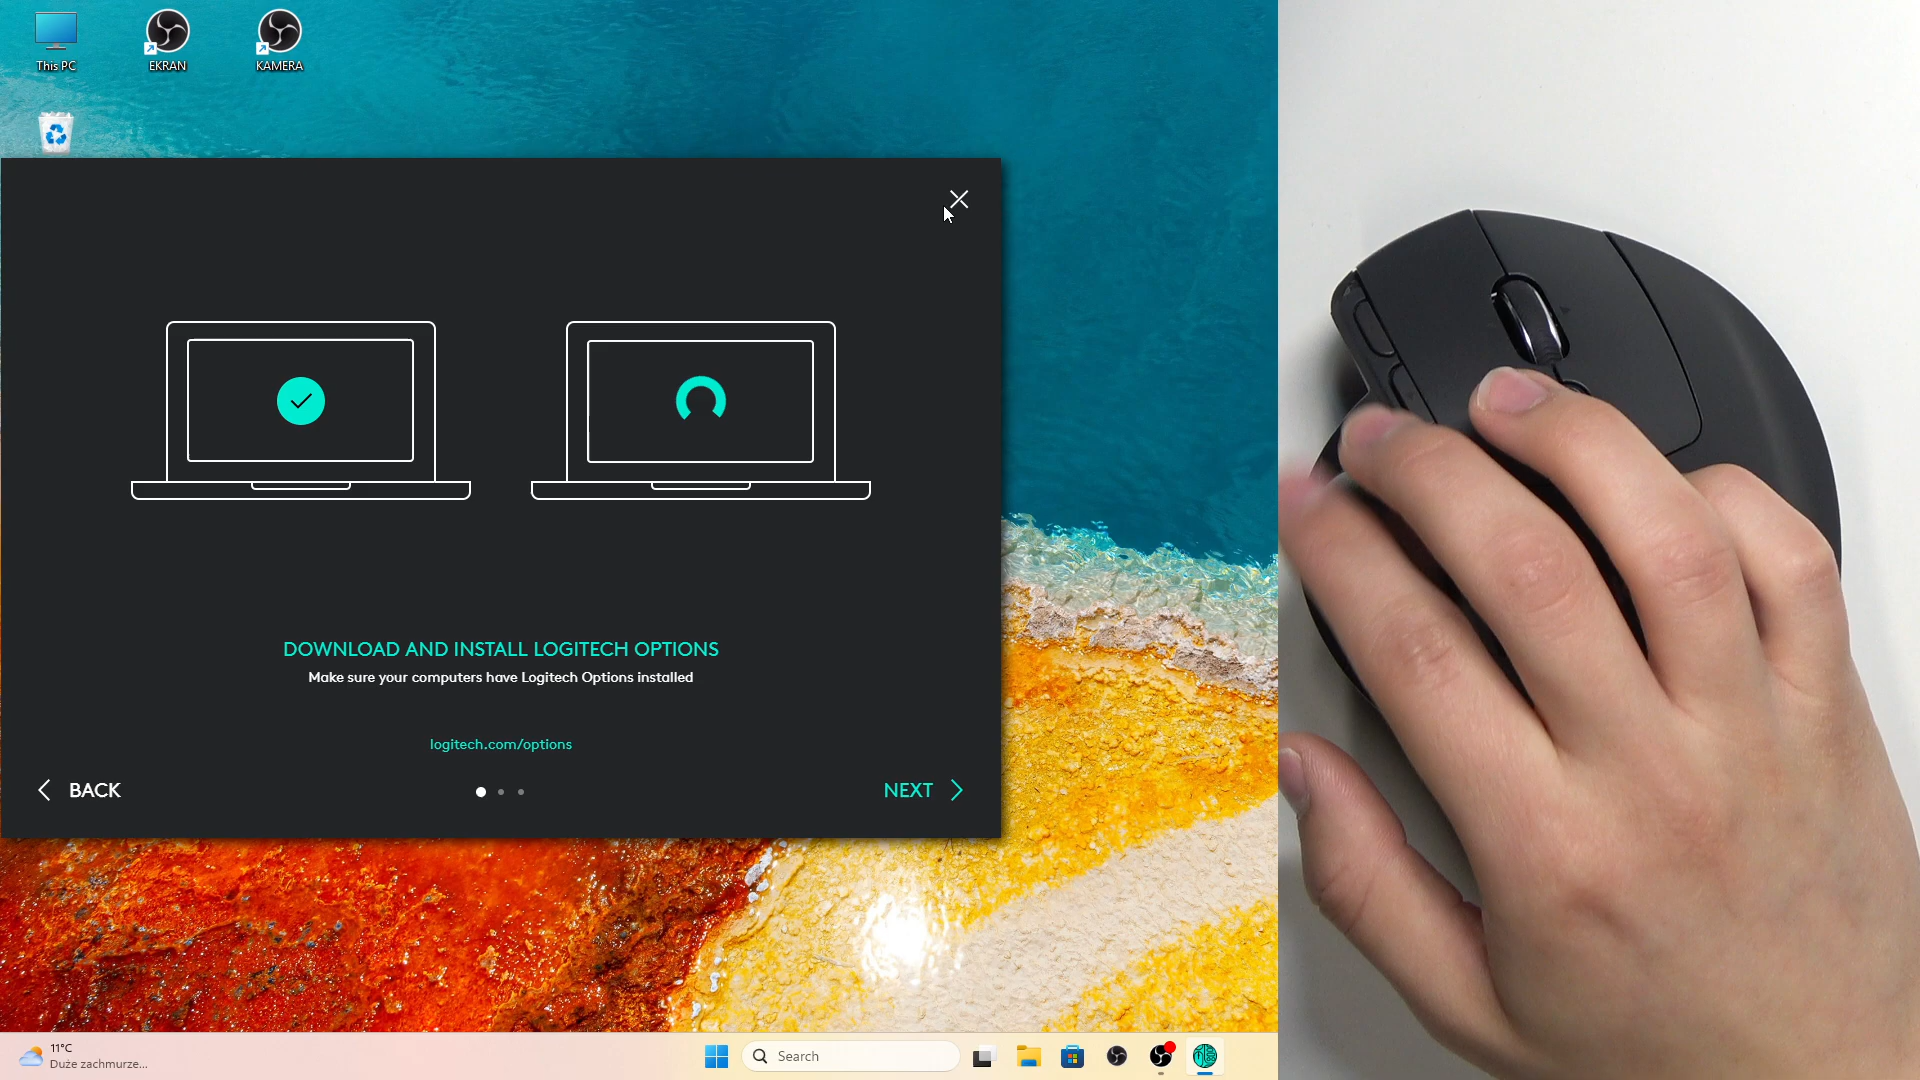 This PC
EKRAN
KAMERA
DOWNLOAD AND INSTALL LOGITECH OPTIONS
Make sure your computers have Logitech Options installed
logitech.com/options
BACK
NEXT
11°C
Duże zachmurze...
Search